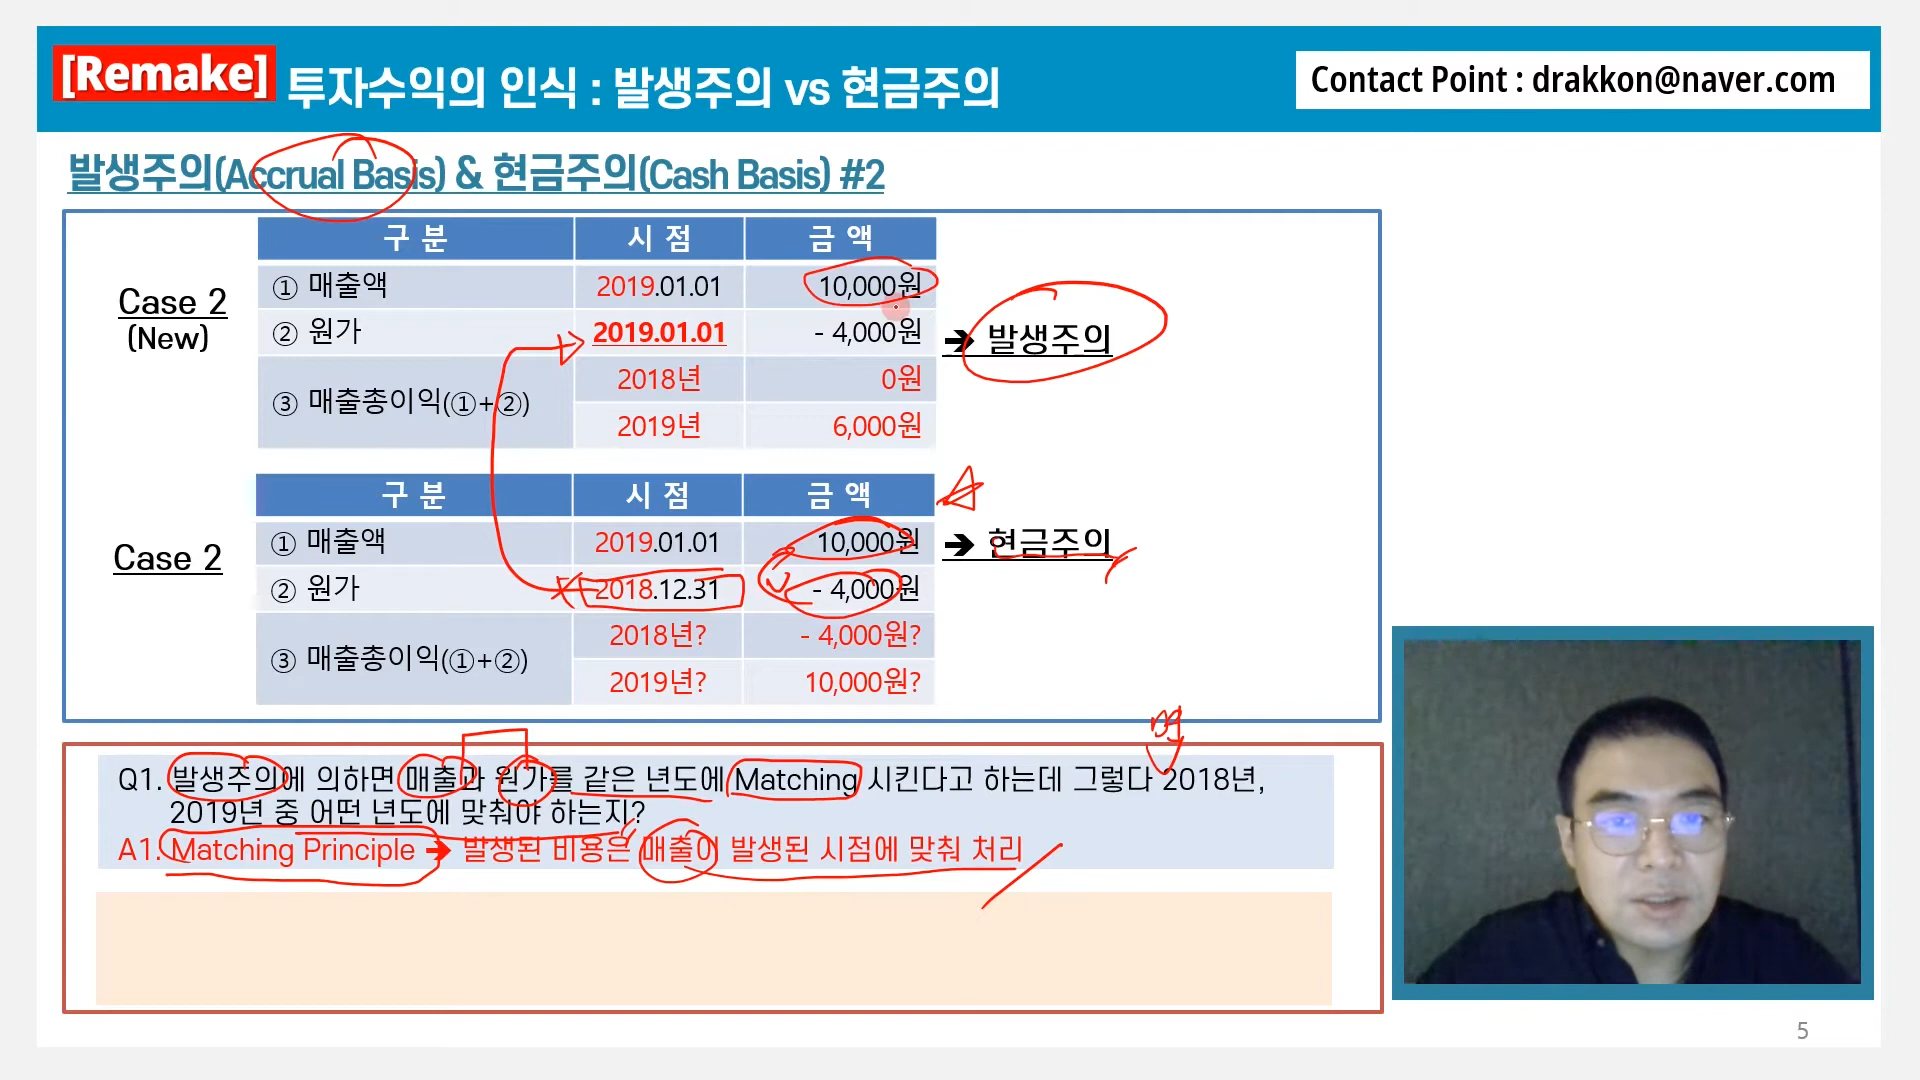 [Remake] 투자수익의 인식 : 발생주의 vs 현금주의
Contact Point : drakkon@naver.com
발생주의(Accrual Basis) & 현금주의(Cash Basis) #2
Case 2
(New)
구 분 시 점 금 액
① 매출액 2019.01.01 10,000원
② 원가 2019.01.01 - 4,000원
③ 매출총이익(①+②) 2018년 0원
2019년 6,000원
➔ 발생주의
Case 2
구 분 시 점 금 액
① 매출액 2019.01.01 10,000원
② 원가 2018.12.31 - 4,000원
③ 매출총이익(①+②) 2018년? - 4,000원?
2019년? 10,000원?
➔ 현금주의
Q1. 발생주의에 의하면 매출과 원가를 같은 년도에 Matching 시킨다고 하는데 그렇다 2018년,
2019년 중 어떤 년도에 맞춰야 하는지?
A1. Matching Principle ➔ 발생된 비용은 매출이 발생된 시점에 맞춰 처리
5